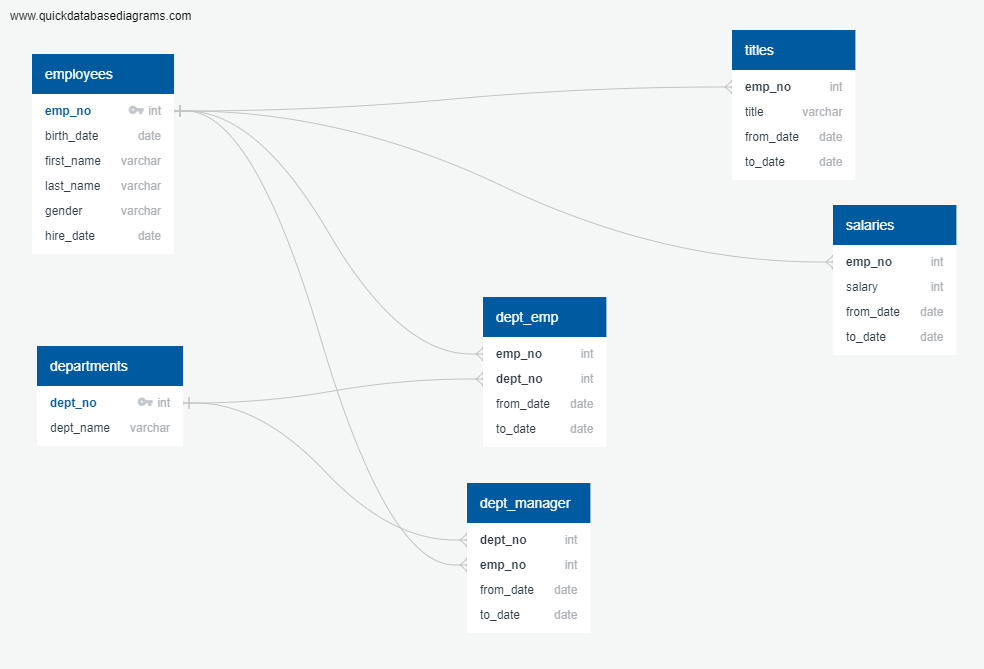 www.quickdatabasediagrams.com
employees
emp_no int
birth_date date
first_name varchar
last_name varchar
gender varchar
hire_date date
titles
emp_no int
title varchar
from_date date
to_date date
salaries
emp_no int
salary int
from_date date
to_date date
dept_emp
emp_no int
dept_no int
from_date date
to_date date
departments
dept_no int
dept_name varchar
dept_manager
dept_no int
emp_no int
from_date date
to_date date